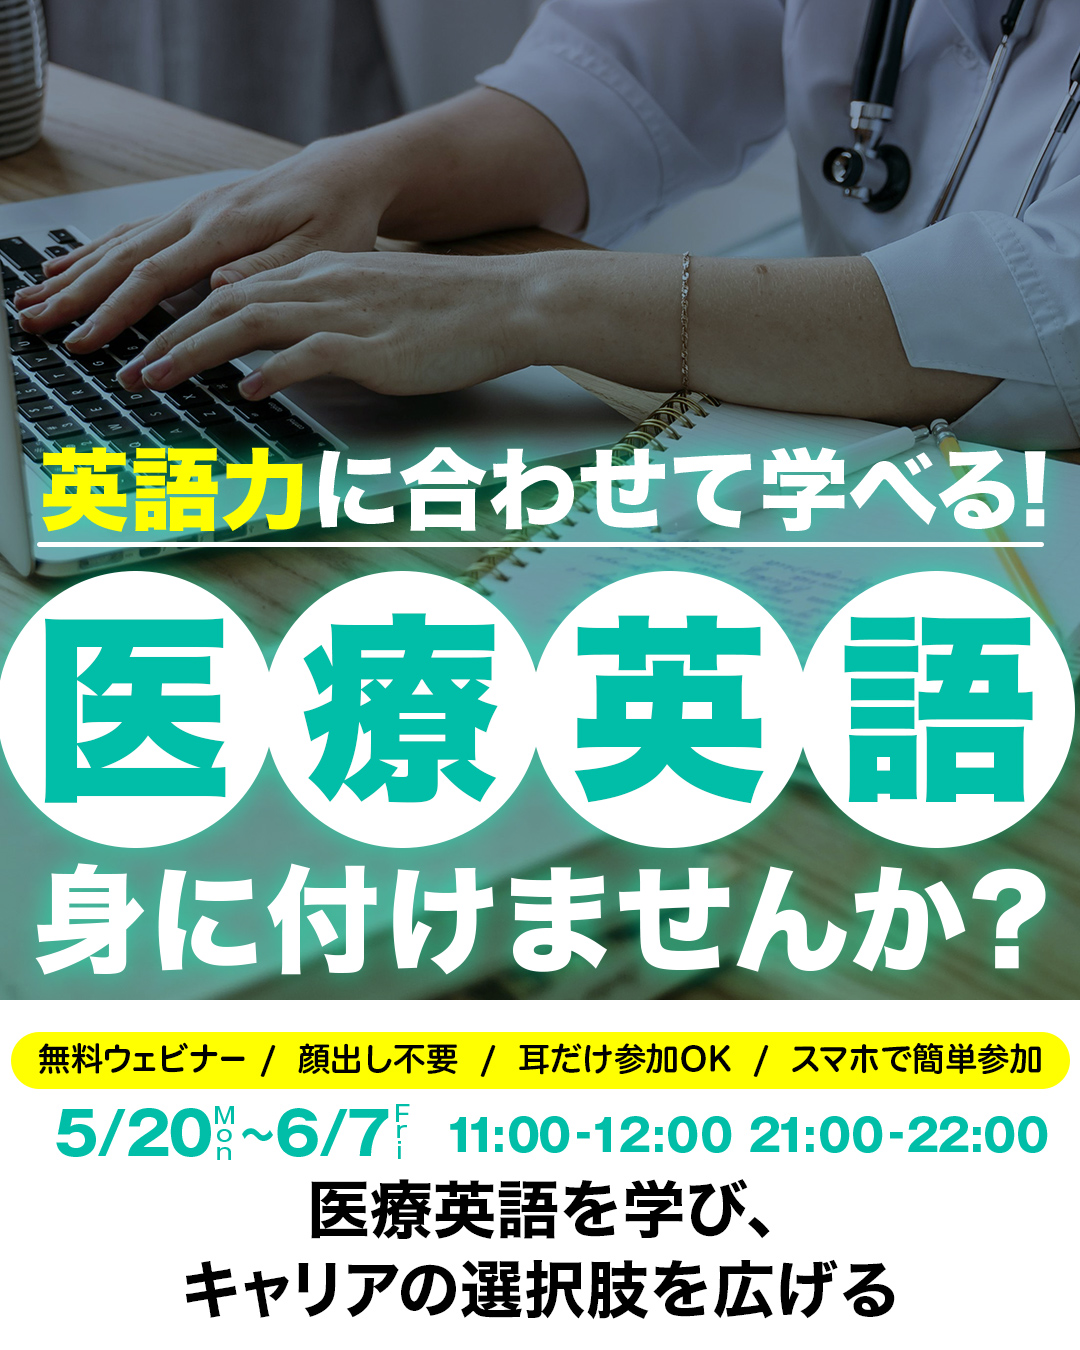 英語力に合わせて学べる!
医療英語
身に付けませんか?
無料ウェビナー / 顔出し不要 / 耳だけ参加OK / スマホで簡単参加
5/20Mon〜6/7Fri 11:00-12:00 21:00-22:00
医療英語を学び、
キャリアの選択肢を広げる